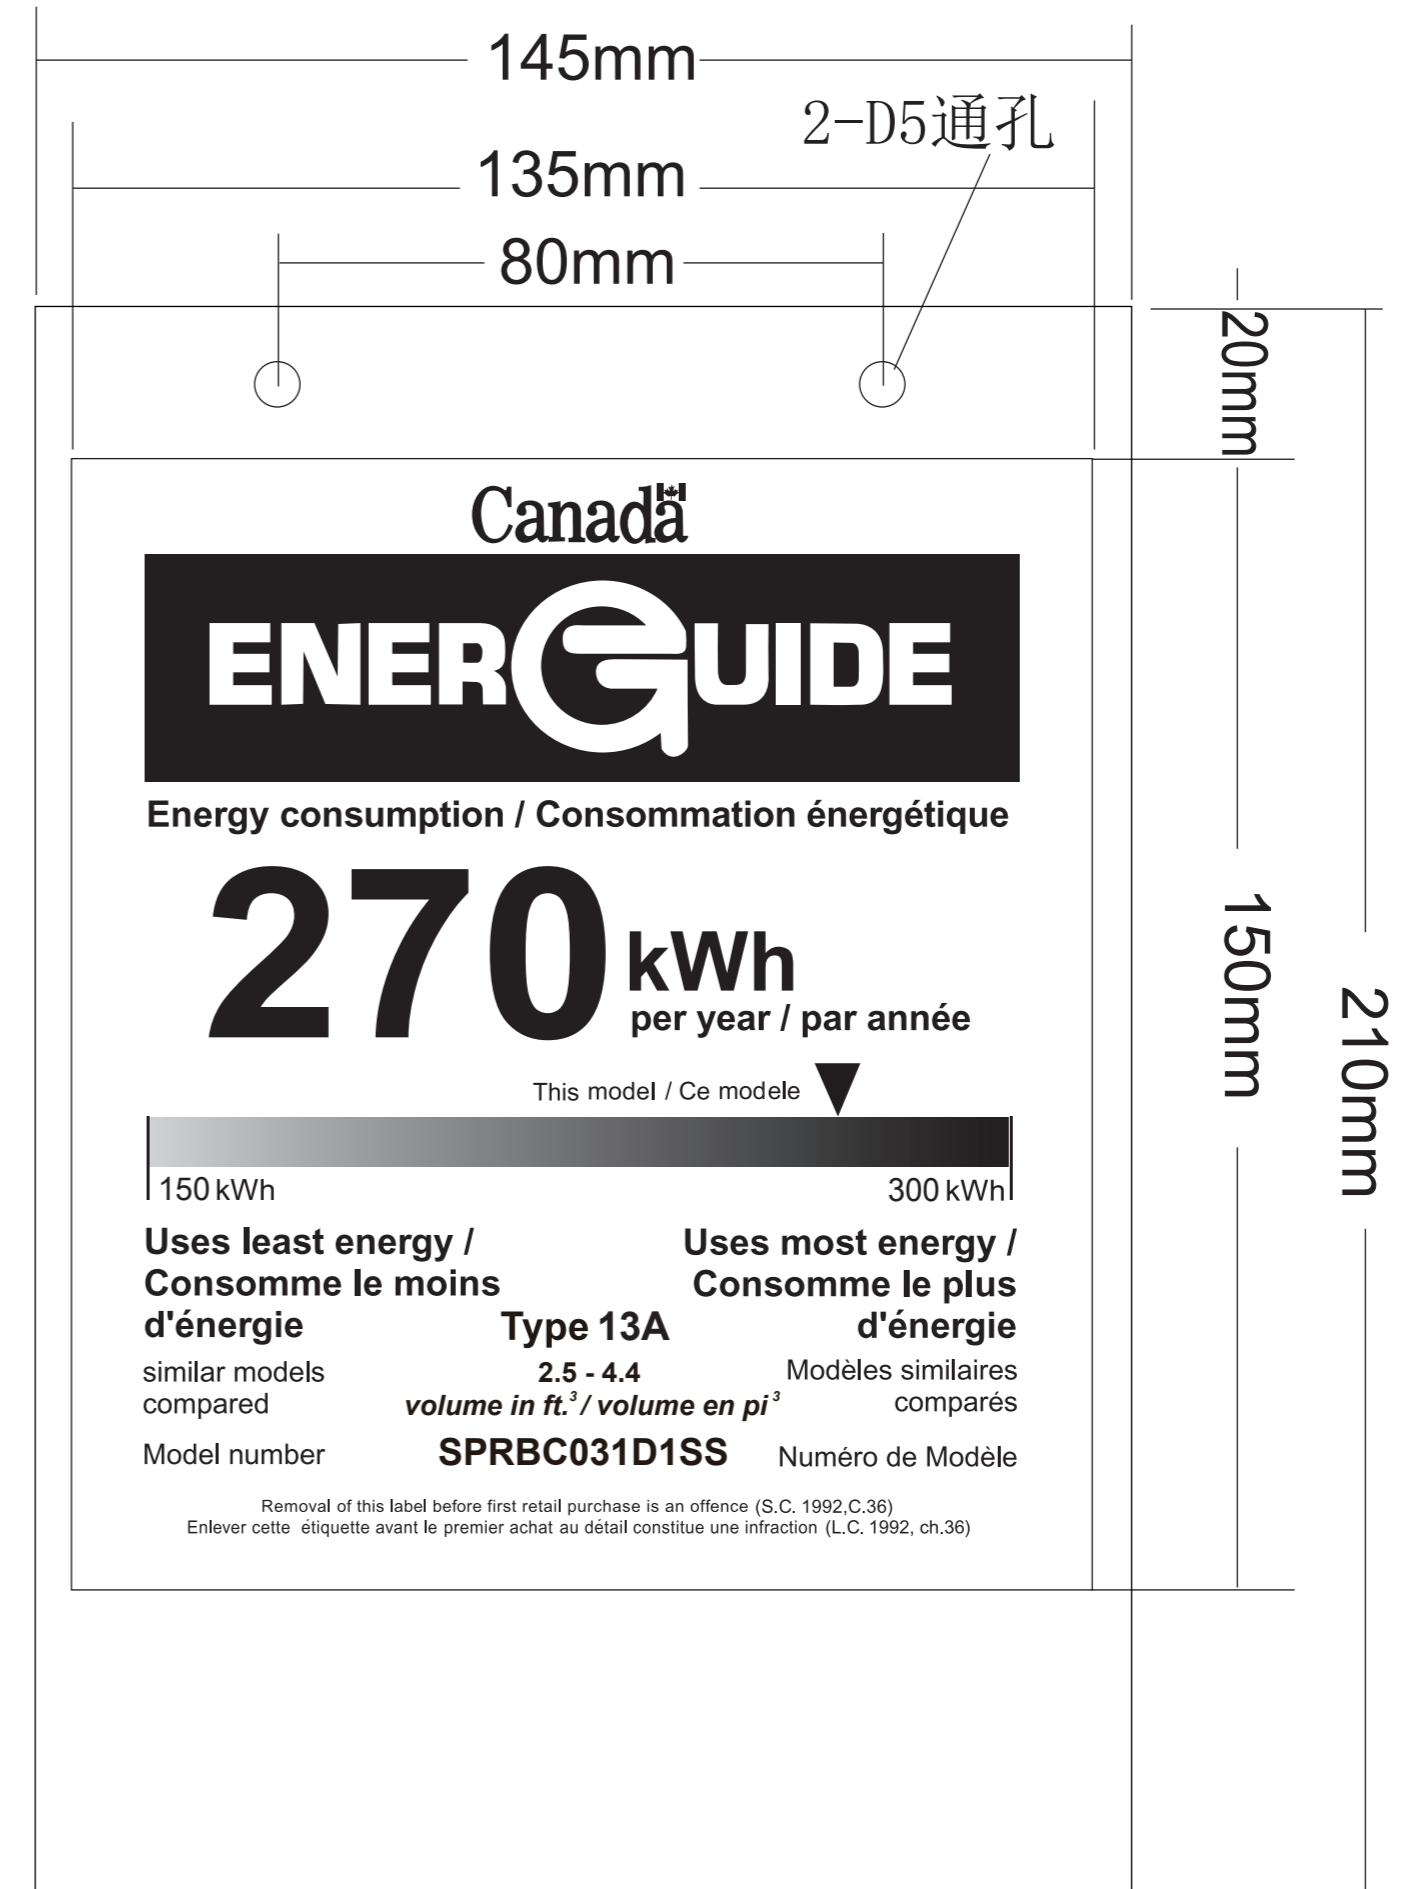 145mm
2-D5通孔
135mm
80mm
20mm
Canada
ENERGUIDE
Energy consumption / Consommation énergétique
270 kWh
per year / par année
This model / Ce modele
150 kWh 300 kWh
Uses least energy / Uses most energy /
Consomme le moins Consomme le plus
d'énergie Type 13A d'énergie
similar models 2.5 - 4.4 Modèles similaires
compared volume in ft.³ / volume en pi³ comparés
Model number SPRBC031D1SS Numéro de Modèle
Removal of this label before first retail purchase is an offence (S.C. 1992,C.36)
Enlever cette étiquette avant le premier achat au détail constitue une infraction (L.C. 1992, ch.36)
150mm
210mm